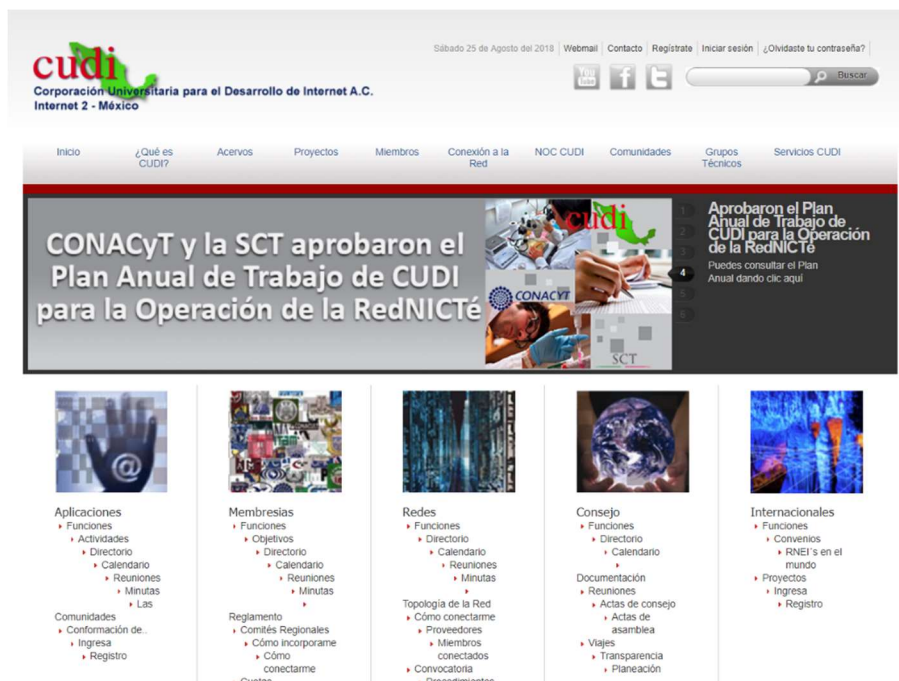 Sábado 25 de Agosto del 2018 Webmail Contacto Regístrate Iniciar sesión ¿Olvidaste tu contraseña?
cudi
Corporación Universitaria para el Desarrollo de Internet A.C.
Internet 2 - México
You Tube
Buscar
Inicio
¿Qué es
CUDI?
Acervos
Proyectos
Miembros
Conexión a la
Red
NOC CUDI
Comunidades
Grupos
Técnicos
Servicios CUDI
CONACyT y la SCT aprobaron el
Plan Anual de Trabajo de CUDI
para la Operación de la RedNICTé
cudi
CONACYT
SCT
1
2
3
4
5
6
Aprobaron el Plan
Anual de Trabajo de
CUDI para la Operación
de la RedNICTé
Puedes consultar el Plan
Anual dando clic aquí
Aplicaciones
Funciones
Actividades
Directorio
Calendario
Reuniones
Minutas
Las
Comunidades
Conformación de..
Ingresa
Registro
Membresias
Funciones
Objetivos
Directorio
Calendario
Reuniones
Minutas
Reglamento
Comités Regionales
Cómo incorporame
Cómo
conectarme
Cuotas
Redes
Funciones
Directorio
Calendario
Reuniones
Minutas
Topología de la Red
Cómo conectarme
Proveedores
Miembros
conectados
Convocatoria
Procedimientos
Consejo
Funciones
Directorio
Calendario
Documentación
Reuniones
Actas de consejo
Actas de
asamblea
Viajes
Transparencia
Planeación
Internacionales
Funciones
Convenios
RNEI`s en el
mundo
Proyectos
Ingresa
Registro